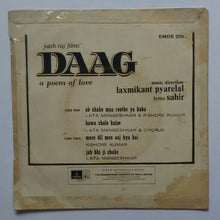 EMOE 226
yash raj films
DAAG
a poem of love
music direction
laxmikant pyarelal
lyrics sahir
SIDE ONE
ab chahe maa roothe ya baba
LATA MANGESHKAR & KISHORE KUMAR
hawa chale kaise
LATA MANGESHKAR & CHORUS
SIDE TWO
mere dil men aaj kya hai
KISHORE KUMAR
jab bhi ji chahe
LATA MANGESHKAR